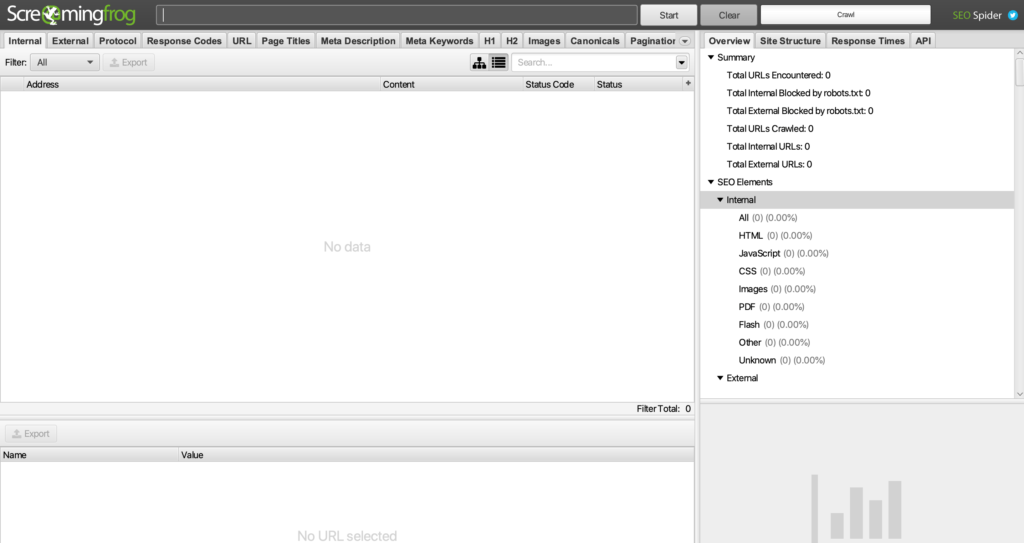 Screamingfrog Start Clear Crawl SEO Spider
Internal External Protocol Response Codes URL Page Titles Meta Description Meta Keywords H1 H2 Images Canonicals Pagination
Overview Site Structure Response Times API
Filter: All Export Search...
Address Content Status Code Status +
No data
Filter Total: 0
Export
Name Value
No URL selected
Summary
Total URLs Encountered: 0
Total Internal Blocked by robots.txt: 0
Total External Blocked by robots.txt: 0
Total URLs Crawled: 0
Total Internal URLs: 0
Total External URLs: 0
SEO Elements
Internal
All (0) (0.00%)
HTML (0) (0.00%)
JavaScript (0) (0.00%)
CSS (0) (0.00%)
Images (0) (0.00%)
PDF (0) (0.00%)
Flash (0) (0.00%)
Other (0) (0.00%)
Unknown (0) (0.00%)
External